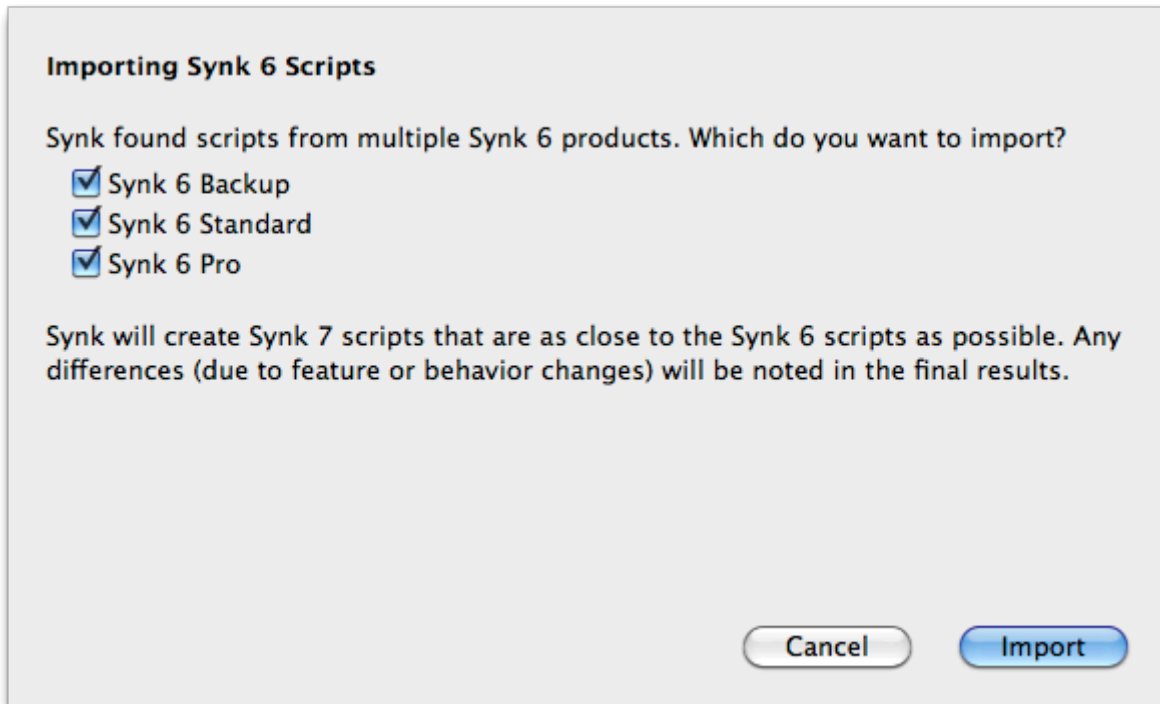 Importing Synk 6 Scripts
Synk found scripts from multiple Synk 6 products. Which do you want to import?
Synk 6 Backup
Synk 6 Standard
Synk 6 Pro
Synk will create Synk 7 scripts that are as close to the Synk 6 scripts as possible. Any
differences (due to feature or behavior changes) will be noted in the final results.
Cancel Import